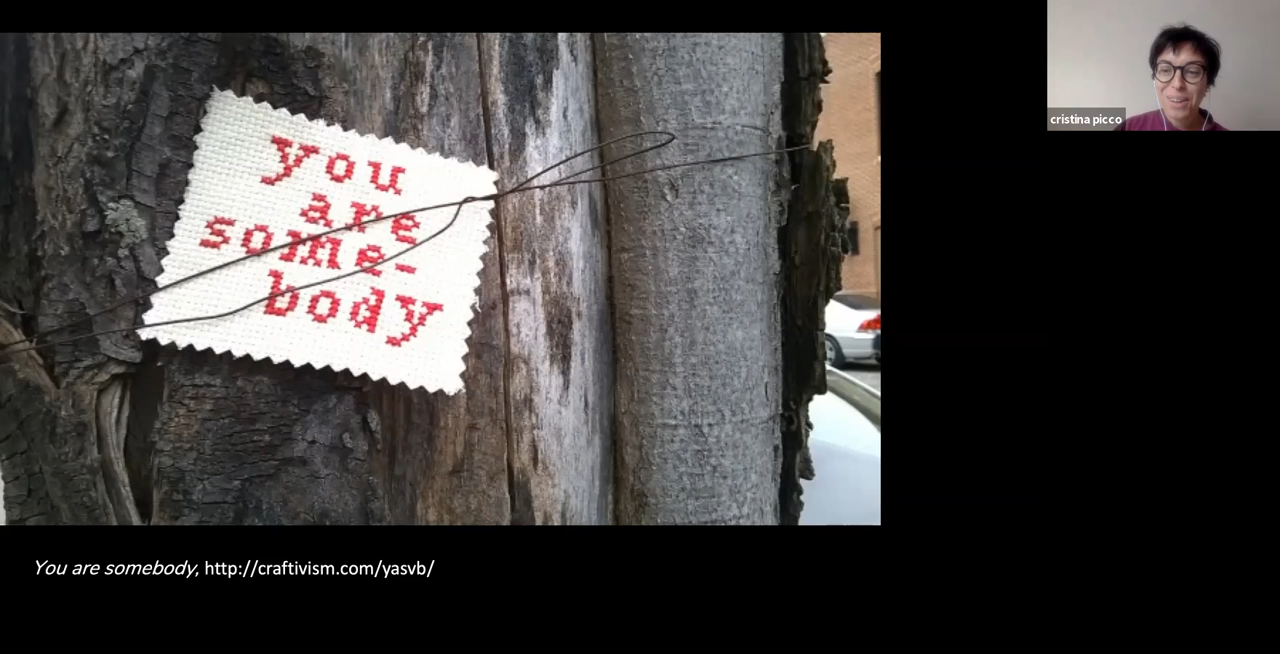 you
are
some-
body
cristina picco
You are somebody, http://craftivism.com/yasvb/